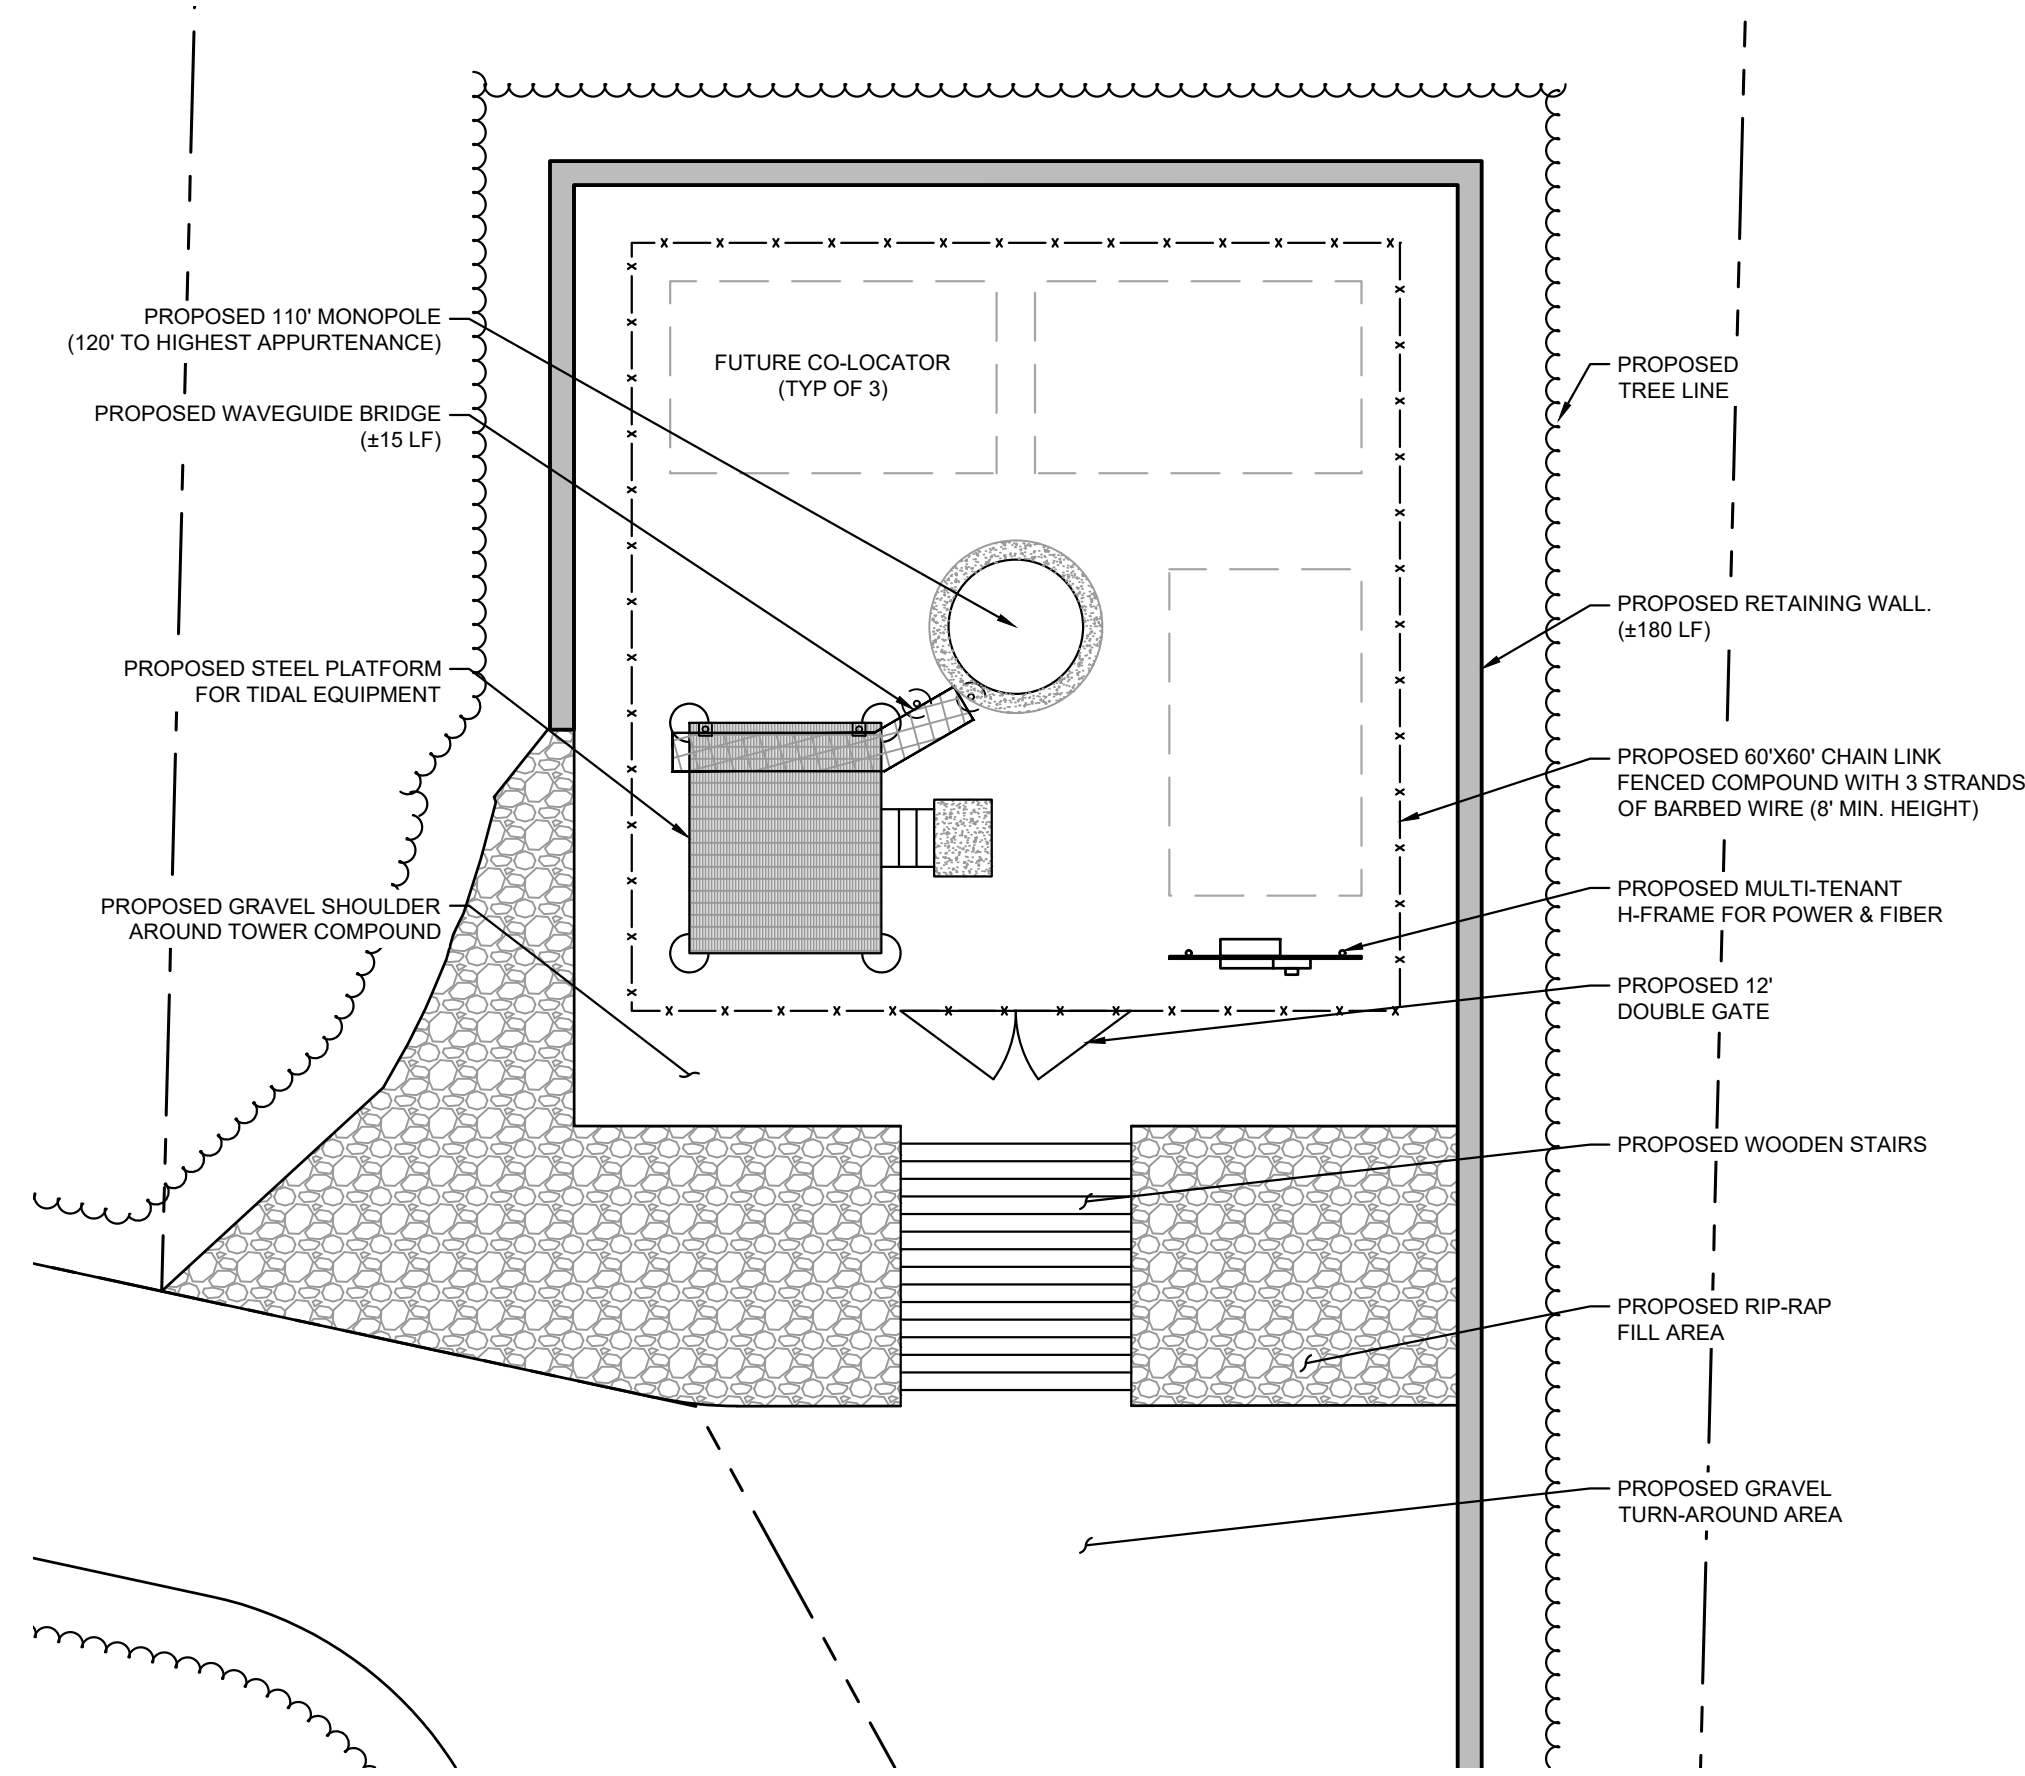 PROPOSED 110' MONOPOLE
(120' TO HIGHEST APPURTENANCE)
PROPOSED WAVEGUIDE BRIDGE
(±15 LF)
PROPOSED STEEL PLATFORM
FOR TIDAL EQUIPMENT
PROPOSED GRAVEL SHOULDER
AROUND TOWER COMPOUND
FUTURE CO-LOCATOR
(TYP OF 3)
PROPOSED
TREE LINE
PROPOSED RETAINING WALL.
(±180 LF)
PROPOSED 60'X60' CHAIN LINK
FENCED COMPOUND WITH 3 STRANDS
OF BARBED WIRE (8' MIN. HEIGHT)
PROPOSED MULTI-TENANT
H-FRAME FOR POWER & FIBER
PROPOSED 12'
DOUBLE GATE
PROPOSED WOODEN STAIRS
PROPOSED RIP-RAP
FILL AREA
PROPOSED GRAVEL
TURN-AROUND AREA